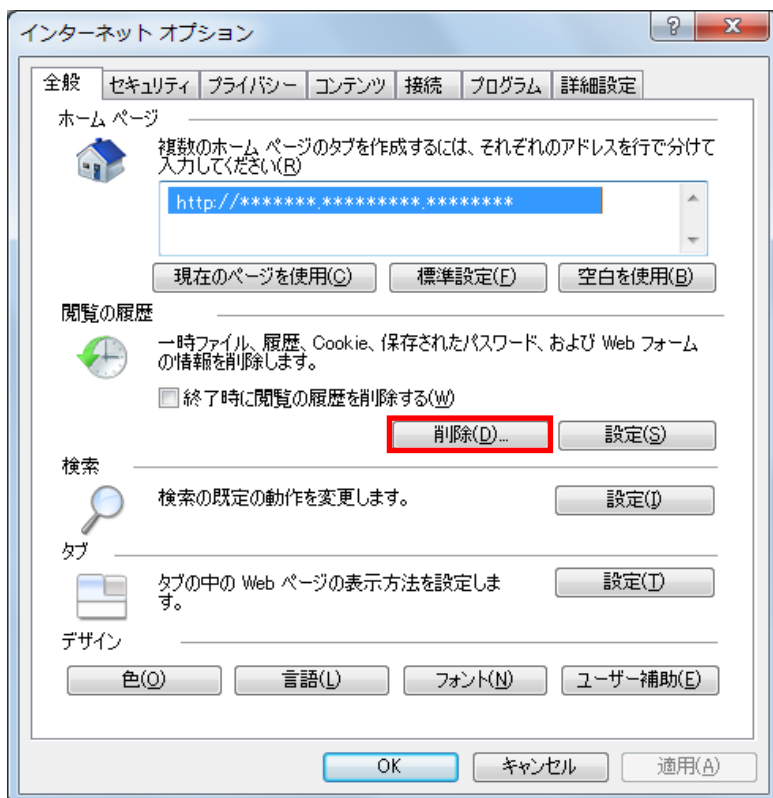 インターネット オプション
全般 セキュリティ プライバシー コンテンツ 接続 プログラム 詳細設定
ホーム ページ
複数のホーム ページのタブを作成するには、それぞれのアドレスを行で分けて
入力してください(R)
http://*******.*********.********
現在のページを使用(C) 標準設定(F) 空白を使用(B)
閲覧の履歴
一時ファイル、履歴、Cookie、保存されたパスワード、および Web フォーム
の情報を削除します。
終了時に閲覧の履歴を削除する(W)
削除(D)... 設定(S)
検索
検索の既定の動作を変更します。
設定(I)
タブ
タブの中の Web ページの表示方法を設定しま
す。
設定(T)
デザイン
色(O) 言語(L) フォント(N) ユーザー補助(E)
OK キャンセル 適用(A)